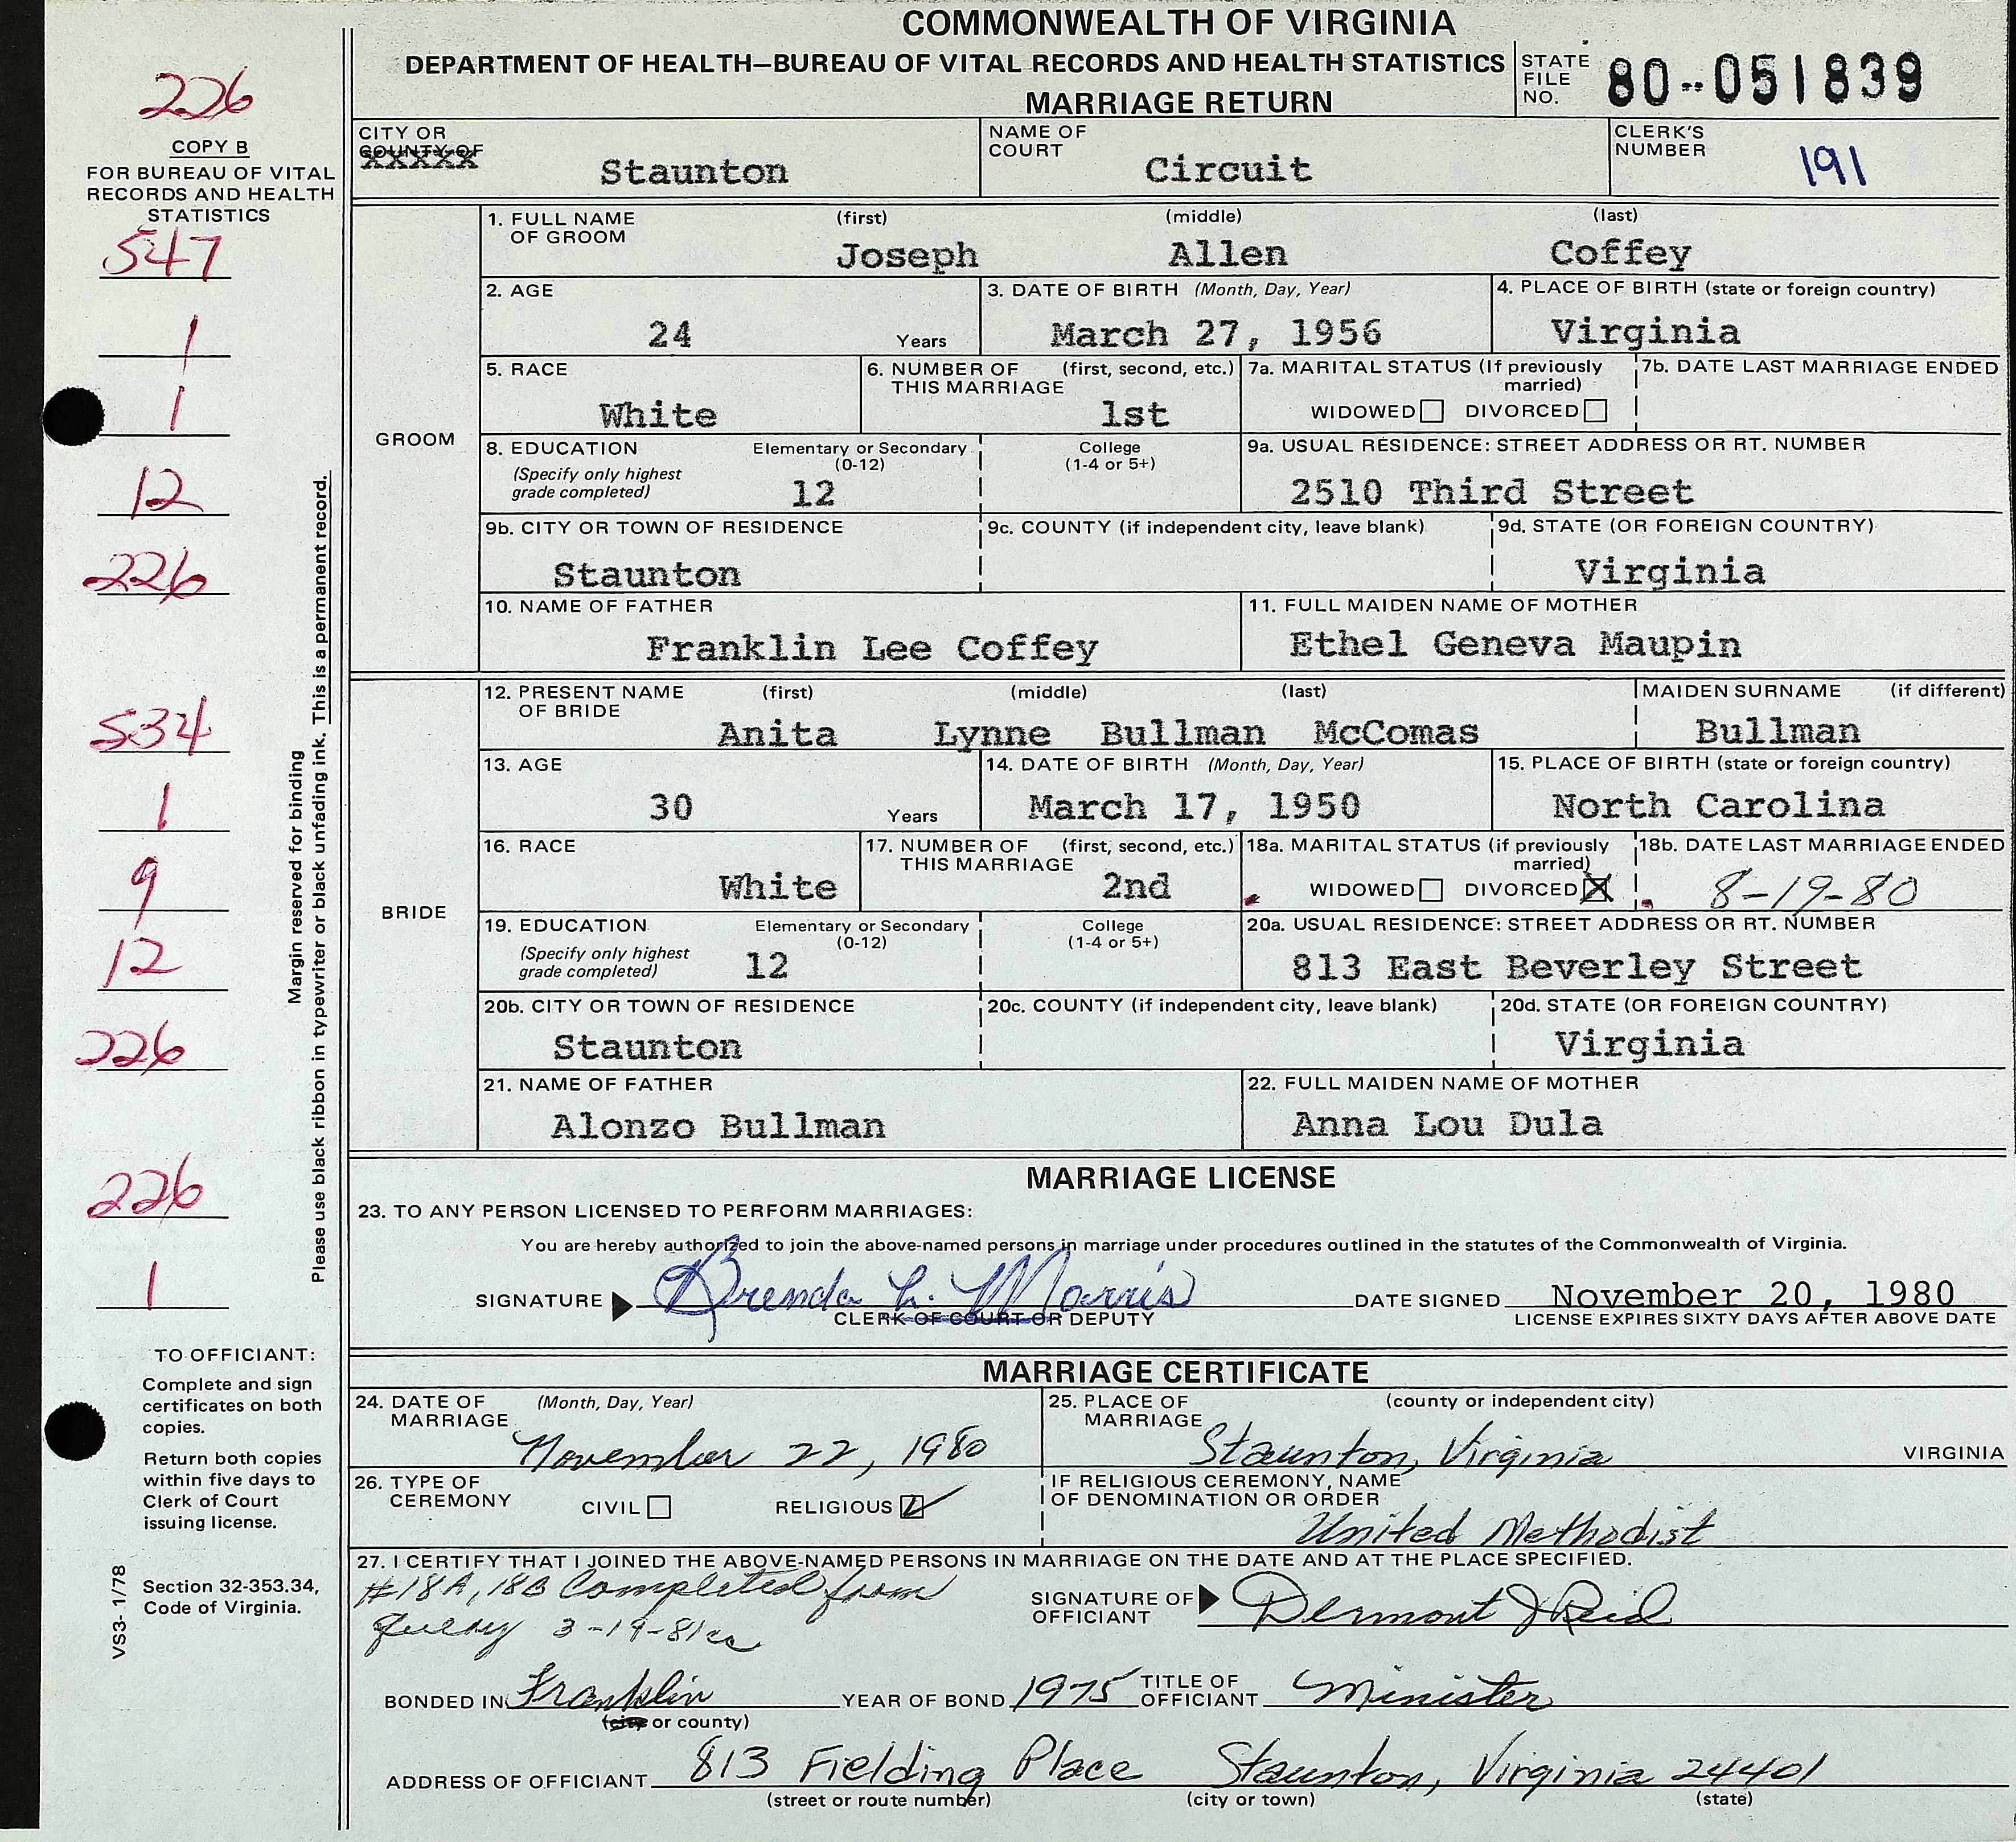 COMMONWEALTH OF VIRGINIA
DEPARTMENT OF HEALTH—BUREAU OF VITAL RECORDS AND HEALTH STATISTICS
MARRIAGE RETURN
STATE FILE NO. 80--051839
226
COPY B
FOR BUREAU OF VITAL
RECORDS AND HEALTH
STATISTICS
547
1
1
12
226
534
1
9
12
226
226
1
Margin reserved for binding
Please use black ribbon in typewriter or black unfading ink. This is a permanent record.
TO OFFICIANT:
Complete and sign
certificates on both
copies.
Return both copies
within five days to
Clerk of Court
issuing license.
Section 32-353.34,
Code of Virginia.
VS3- 1/78
CITY OR COUNTY OF Staunton
NAME OF COURT Circuit
CLERK'S NUMBER 191
GROOM
1. FULL NAME OF GROOM (first) (middle) (last)
Joseph Allen Coffey
2. AGE 24 Years
3. DATE OF BIRTH (Month, Day, Year) March 27, 1956
4. PLACE OF BIRTH (state or foreign country) Virginia
5. RACE White
6. NUMBER OF THIS MARRIAGE (first, second, etc.) 1st
7a. MARITAL STATUS (If previously married) WIDOWED DIVORCED
7b. DATE LAST MARRIAGE ENDED
8. EDUCATION (Specify only highest grade completed) Elementary or Secondary (0-12) 12 College (1-4 or 5+)
9a. USUAL RESIDENCE: STREET ADDRESS OR RT. NUMBER 2510 Third Street
9b. CITY OR TOWN OF RESIDENCE Staunton
9c. COUNTY (if independent city, leave blank)
9d. STATE (OR FOREIGN COUNTRY) Virginia
10. NAME OF FATHER Franklin Lee Coffey
11. FULL MAIDEN NAME OF MOTHER Ethel Geneva Maupin
BRIDE
12. PRESENT NAME OF BRIDE (first) (middle) (last)
Anita Lynne Bullman McComas
MAIDEN SURNAME (if different) Bullman
13. AGE 30 Years
14. DATE OF BIRTH (Month, Day, Year) March 17, 1950
15. PLACE OF BIRTH (state or foreign country) North Carolina
16. RACE White
17. NUMBER OF THIS MARRIAGE (first, second, etc.) 2nd
18a. MARITAL STATUS (if previously married) WIDOWED DIVORCED X
18b. DATE LAST MARRIAGE ENDED 8-19-80
19. EDUCATION (Specify only highest grade completed) Elementary or Secondary (0-12) 12 College (1-4 or 5+)
20a. USUAL RESIDENCE: STREET ADDRESS OR RT. NUMBER 813 East Beverley Street
20b. CITY OR TOWN OF RESIDENCE Staunton
20c. COUNTY (if independent city, leave blank)
20d. STATE (OR FOREIGN COUNTRY) Virginia
21. NAME OF FATHER Alonzo Bullman
22. FULL MAIDEN NAME OF MOTHER Anna Lou Dula
MARRIAGE LICENSE
23. TO ANY PERSON LICENSED TO PERFORM MARRIAGES:
You are hereby authorized to join the above-named persons in marriage under procedures outlined in the statutes of the Commonwealth of Virginia.
SIGNATURE Brenda L. Morris DATE SIGNED November 20, 1980
CLERK OF COURT OR DEPUTY LICENSE EXPIRES SIXTY DAYS AFTER ABOVE DATE
MARRIAGE CERTIFICATE
24. DATE OF MARRIAGE (Month, Day, Year) November 22, 1980
25. PLACE OF MARRIAGE (county or independent city) Staunton, Virginia VIRGINIA
26. TYPE OF CEREMONY CIVIL RELIGIOUS
IF RELIGIOUS CEREMONY, NAME OF DENOMINATION OR ORDER United Methodist
27. I CERTIFY THAT I JOINED THE ABOVE-NAMED PERSONS IN MARRIAGE ON THE DATE AND AT THE PLACE SPECIFIED.
#18A, 18B Completed from
query 3-19-81
SIGNATURE OF OFFICIANT Dermont J Reid
BONDED IN Franklin YEAR OF BOND 1975 TITLE OF OFFICIANT Minister
(city or county)
ADDRESS OF OFFICIANT 813 Fielding Place Staunton, Virginia 24401
(street or route number) (city or town) (state)